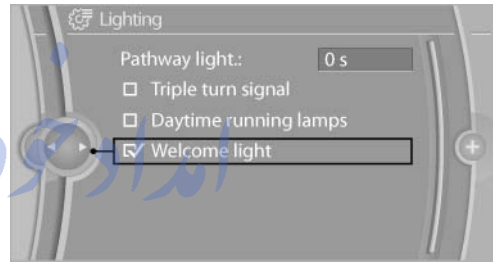 Lighting
Pathway light.: 0 s
Triple turn signal
Daytime running lamps
Welcome light